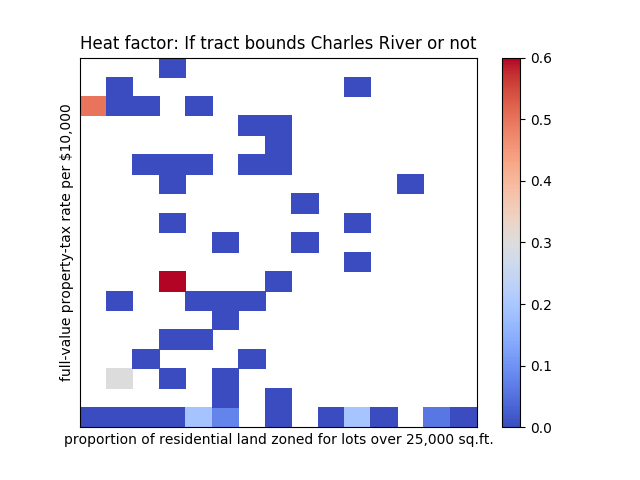 Heat factor: If tract bounds Charles River or not
full-value property-tax rate per $10,000
proportion of residential land zoned for lots over 25,000 sq.ft.
0.6
0.5
0.4
0.3
0.2
0.1
0.0